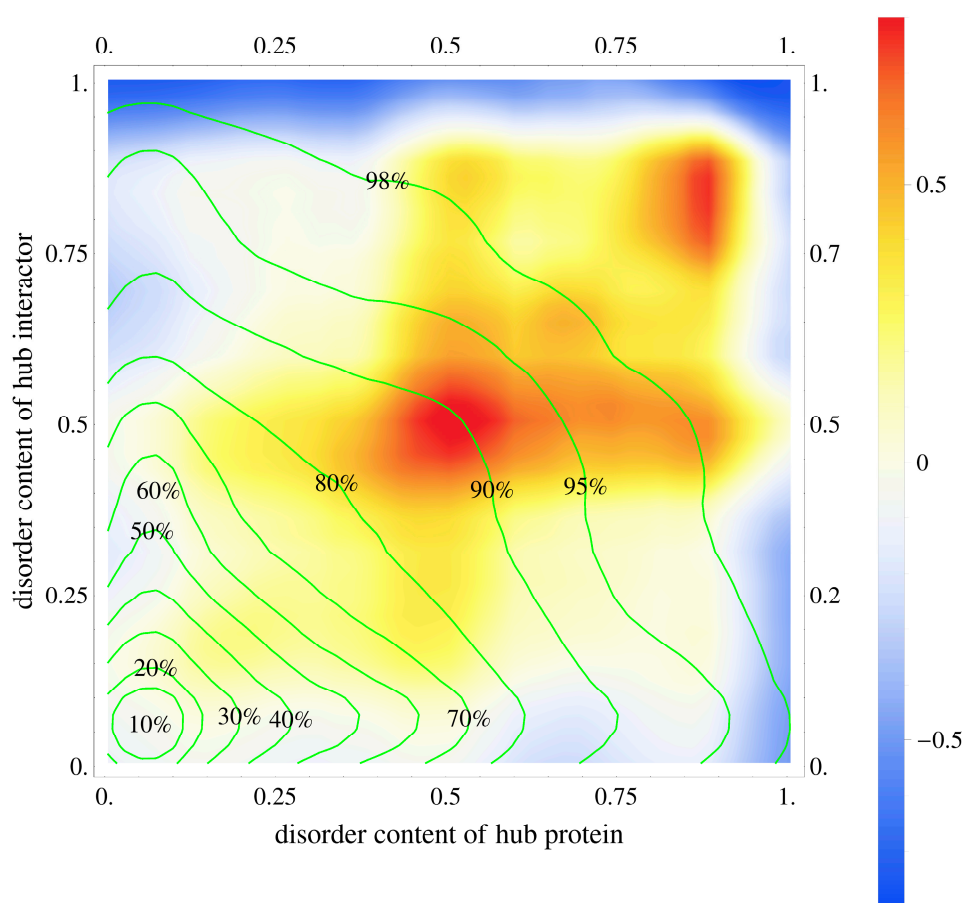 0. 0.25 0.5 0.75 1.
1. 1.
0.5
98%
0.75 0.7
disorder content of hub interactor
0.5 0.5
0
80% 90% 95%
60%
50%
0.25 0.2
20%
10% 30% 40% 70%
−0.5
0. 0.
0. 0.25 0.5 0.75 1.
disorder content of hub protein